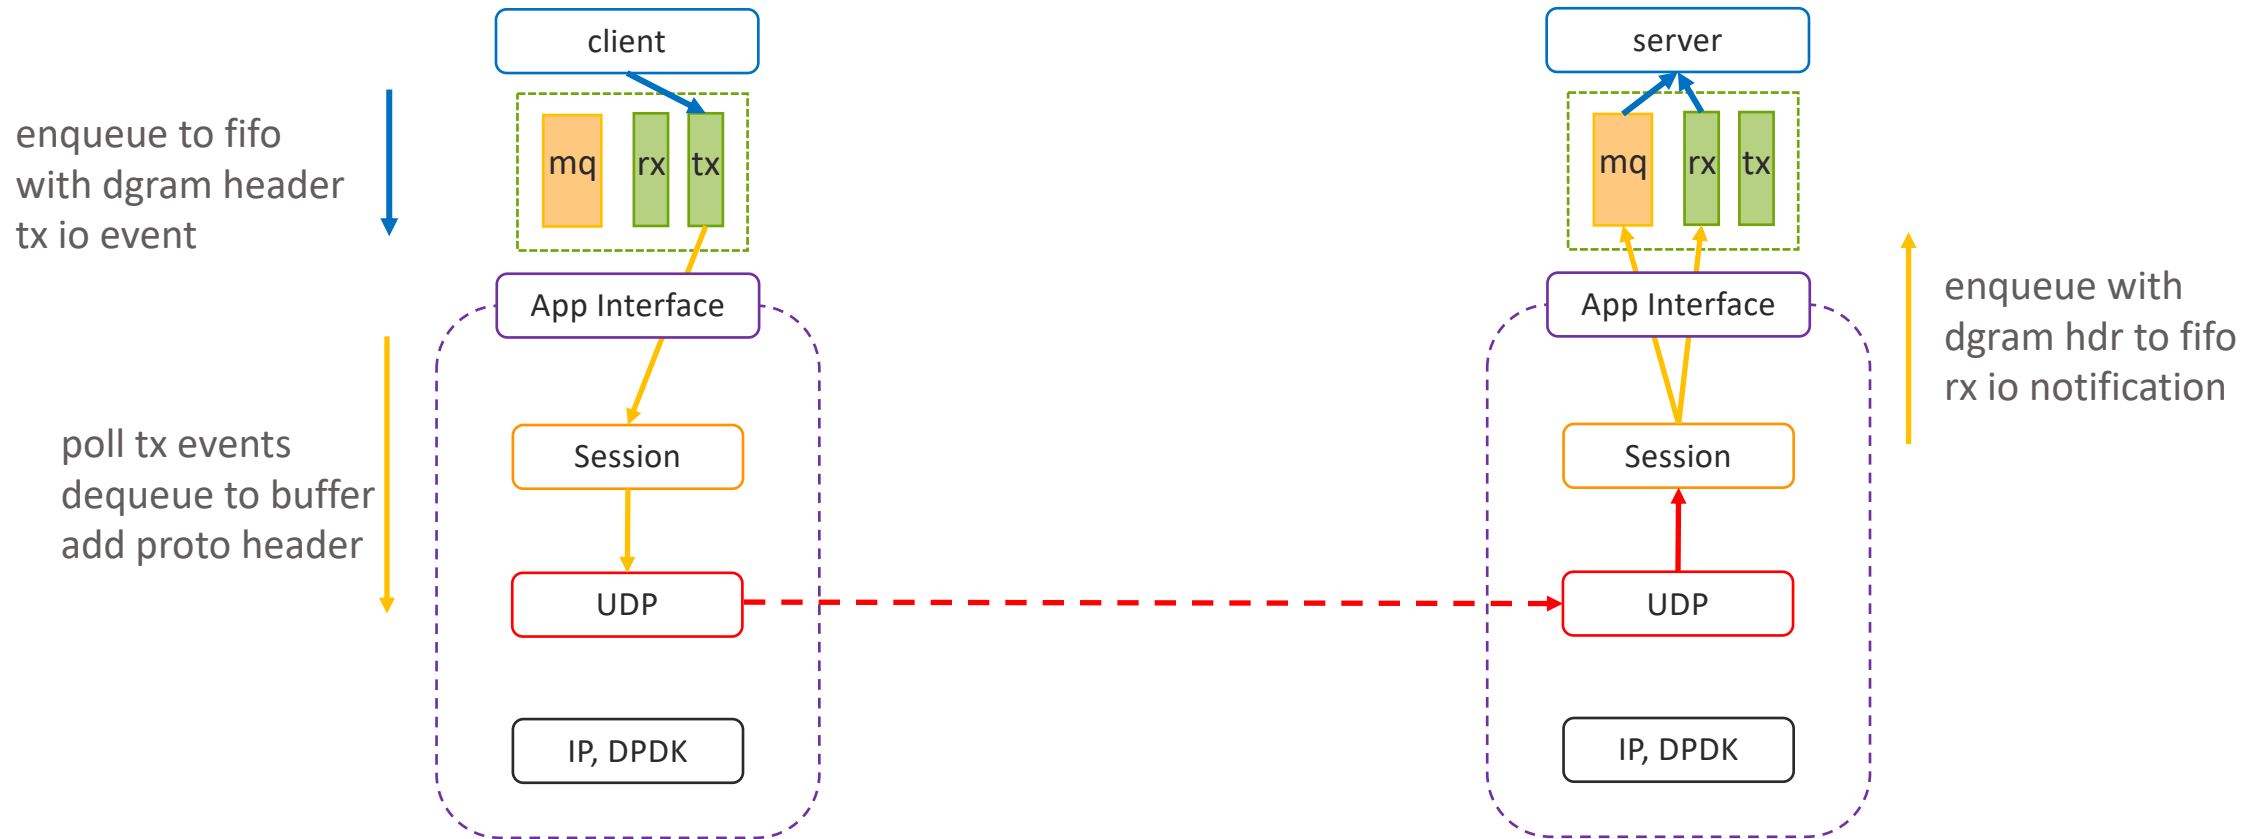 client
server
enqueue to fifo
with dgram header
tx io event
mq
rx
tx
mq
rx
tx
App Interface
App Interface
enqueue with
dgram hdr to fifo
rx io notification
poll tx events
dequeue to buffer
add proto header
Session
Session
UDP
UDP
IP, DPDK
IP, DPDK